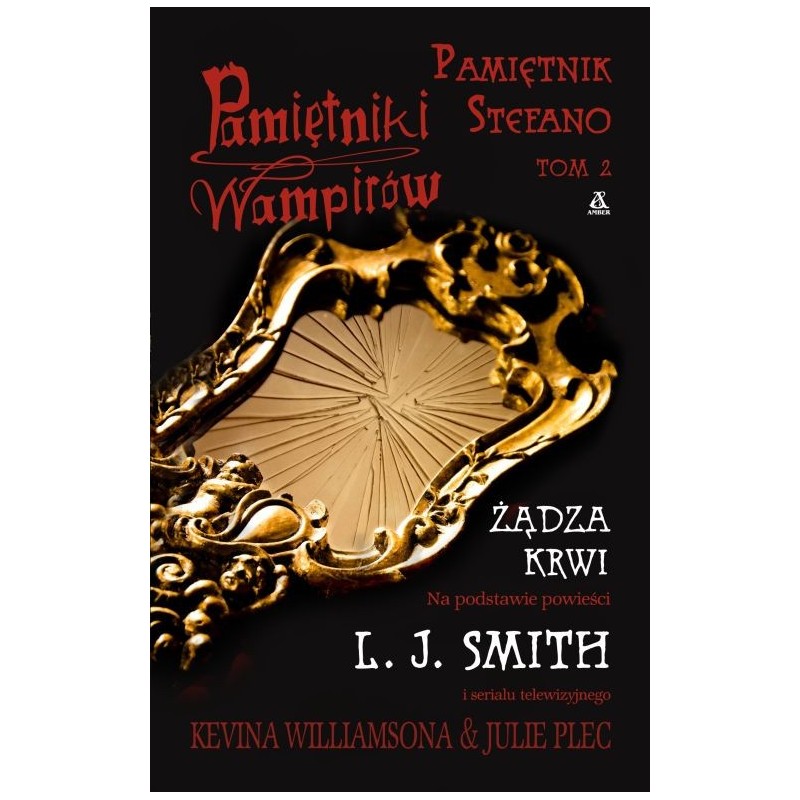 Pamiętniki
Wampirów
PAMIĘTNIK
STEFANO
TOM 2
AMBER
ŻĄDZA
KRWI
Na podstawie powieści
L. J. SMITH
i serialu telewizyjnego
KEVINA WILLIAMSONA & JULIE PLEC